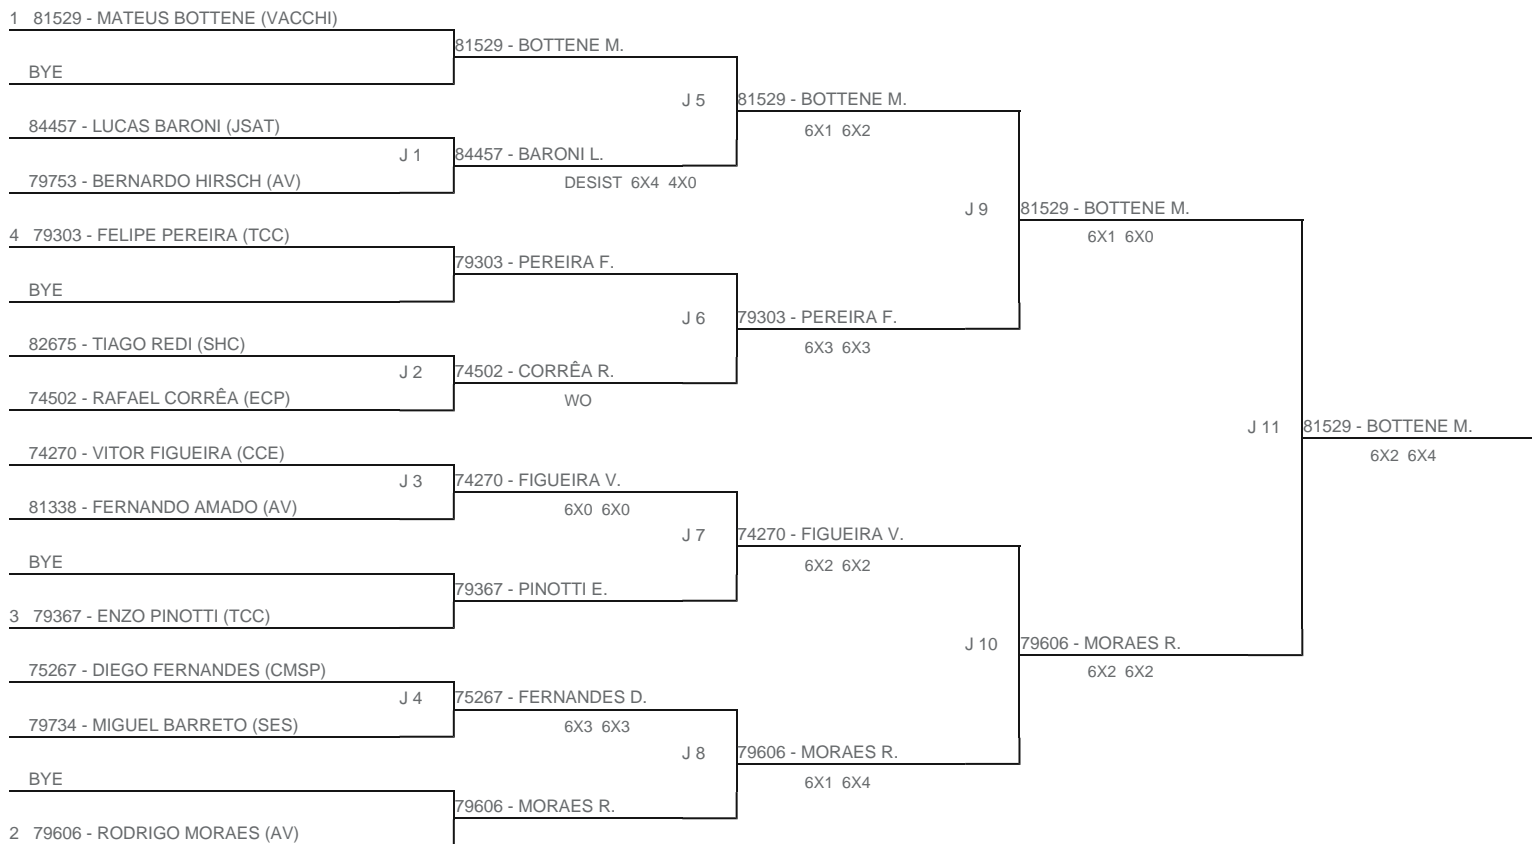 1 81529 - MATEUS BOTTENE (VACCHI)
81529 - BOTTENE M.
BYE
J 5
81529 - BOTTENE M.
6X1 6X2
84457 - LUCAS BARONI (JSAT)
J 1
84457 - BARONI L.
79753 - BERNARDO HIRSCH (AV)
DESIST 6X4 4X0
J 9
81529 - BOTTENE M.
6X1 6X0
4 79303 - FELIPE PEREIRA (TCC)
79303 - PEREIRA F.
BYE
J 6
79303 - PEREIRA F.
6X3 6X3
82675 - TIAGO REDI (SHC)
J 2
74502 - CORRÊA R.
74502 - RAFAEL CORRÊA (ECP)
WO
J 11
81529 - BOTTENE M.
6X2 6X4
74270 - VITOR FIGUEIRA (CCE)
J 3
74270 - FIGUEIRA V.
81338 - FERNANDO AMADO (AV)
6X0 6X0
J 7
74270 - FIGUEIRA V.
6X2 6X2
BYE
79367 - PINOTTI E.
3 79367 - ENZO PINOTTI (TCC)
J 10
79606 - MORAES R.
6X2 6X2
75267 - DIEGO FERNANDES (CMSP)
J 4
75267 - FERNANDES D.
79734 - MIGUEL BARRETO (SES)
6X3 6X3
J 8
79606 - MORAES R.
6X1 6X4
BYE
79606 - MORAES R.
2 79606 - RODRIGO MORAES (AV)